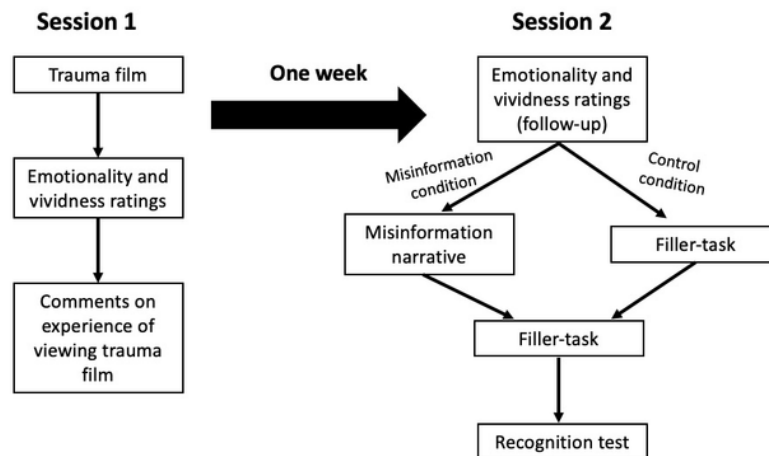 Session 1
Trauma film
Emotionality and
vividness ratings
Comments on
experience of
viewing trauma
film
One week
Session 2
Emotionality and
vividness ratings
(follow-up)
Misinformation
condition
Control
condition
Misinformation
narrative
Filler-task
Filler-task
Recognition test